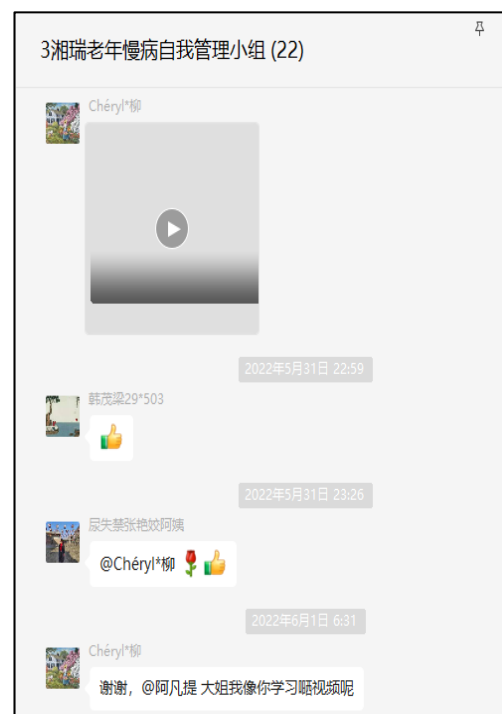 3湘瑞老年慢病自我管理小组 (22)
Chéryl*柳
2022年5月31日 22:59
韩茂梁29*503
2022年5月31日 23:26
尿失禁张艳姣阿姨
@Chéryl*柳
2022年6月1日 6:31
Chéryl*柳
谢谢，@阿凡提 大姐我像你学习嗮视频呢